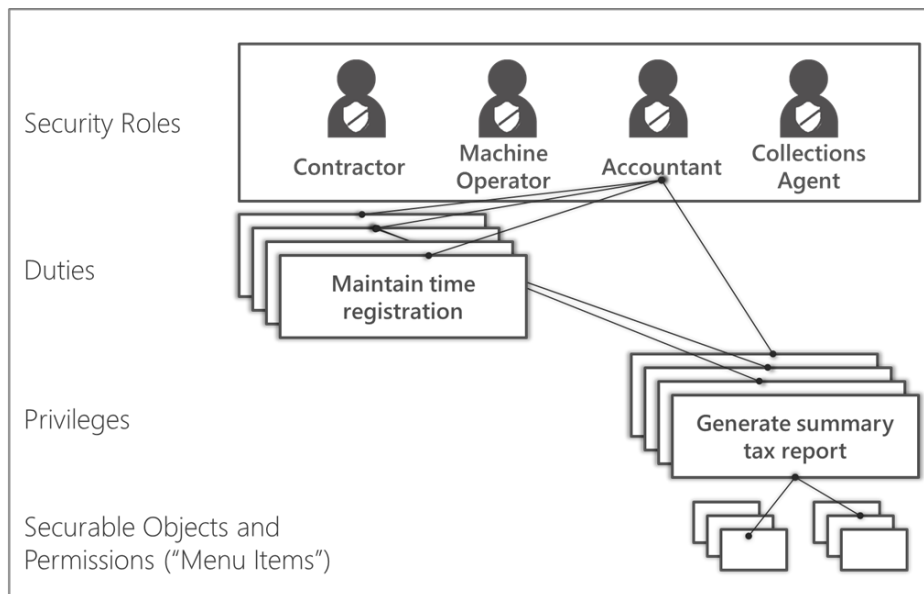 Security Roles
Contractor
Machine
Operator
Accountant
Collections
Agent
Duties
Maintain time
registration
Privileges
Generate summary
tax report
Securable Objects and
Permissions (“Menu Items”)